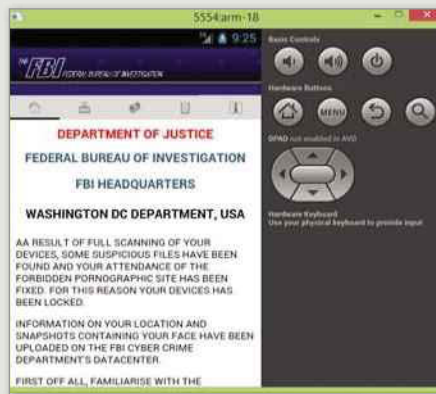 5554:arm-18
9:25
THE FBI FEDERAL BUREAU OF INVESTIGATION
DEPARTMENT OF JUSTICE
FEDERAL BUREAU OF INVESTIGATION
FBI HEADQUARTERS
WASHINGTON DC DEPARTMENT, USA
AA RESULT OF FULL SCANNING OF YOUR
DEVICES, SOME SUSPICIOUS FILES HAVE BEEN
FOUND AND YOUR ATTENDANCE OF THE
FORBIDDEN PORNOGRAPHIC SITE HAS BEEN
FIXED. FOR THIS REASON YOUR DEVICES HAS
BEEN LOCKED.
INFORMATION ON YOUR LOCATION AND
SNAPSHOTS CONTAINING YOUR FACE HAVE BEEN
UPLOADED ON THE FBI CYBER CRIME
DEPARTMENT'S DATACENTER.
FIRST OFF ALL, FAMILIARISE WITH THE
Basic Controls
Hardware Buttons
MENU
DPAD not enabled in AVD
Hardware Keyboard
Use your physical keyboard to provide input